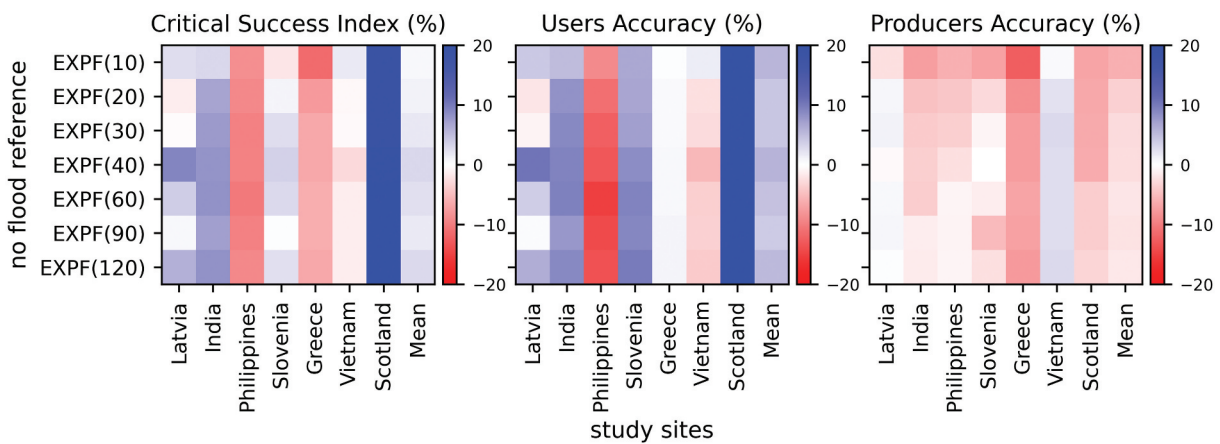 Critical Success Index (%)
Users Accuracy (%)
Producers Accuracy (%)
no flood reference
EXPF(10)
EXPF(20)
EXPF(30)
EXPF(40)
EXPF(60)
EXPF(90)
EXPF(120)
20
10
0
−10
−20
20
10
0
−10
−20
20
10
0
−10
−20
Latvia
India
Philippines
Slovenia
Greece
Vietnam
Scotland
Mean
Latvia
India
Philippines
Slovenia
Greece
Vietnam
Scotland
Mean
Latvia
India
Philippines
Slovenia
Greece
Vietnam
Scotland
Mean
study sites